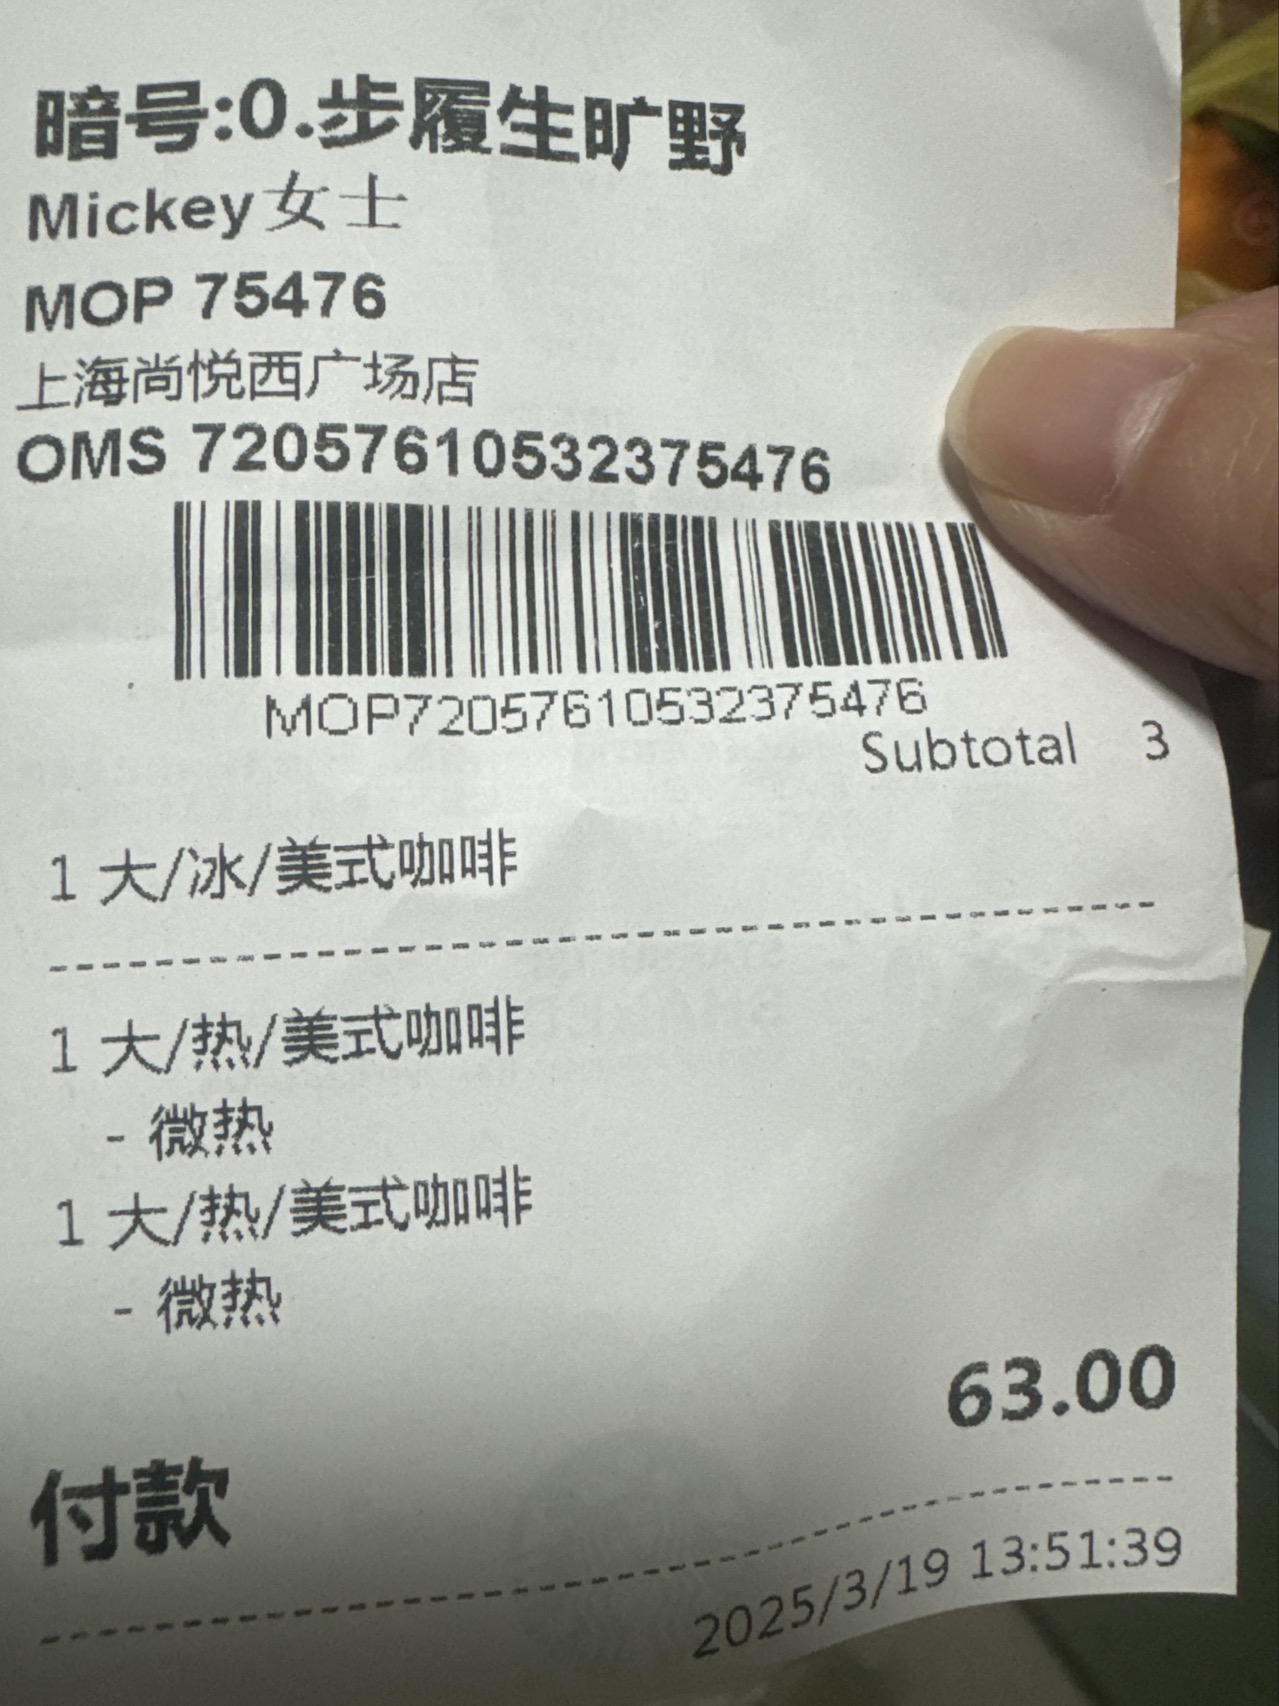 暗号:0.步履生旷野
Mickey女士
MOP 75476
上海尚悦西广场店
OMS 72057610532375476
MOP72057610532375476
Subtotal 3
1 大/冰/美式咖啡
1 大/热/美式咖啡
- 微热
1 大/热/美式咖啡
- 微热
63.00
付款
2025/3/19 13:51:39